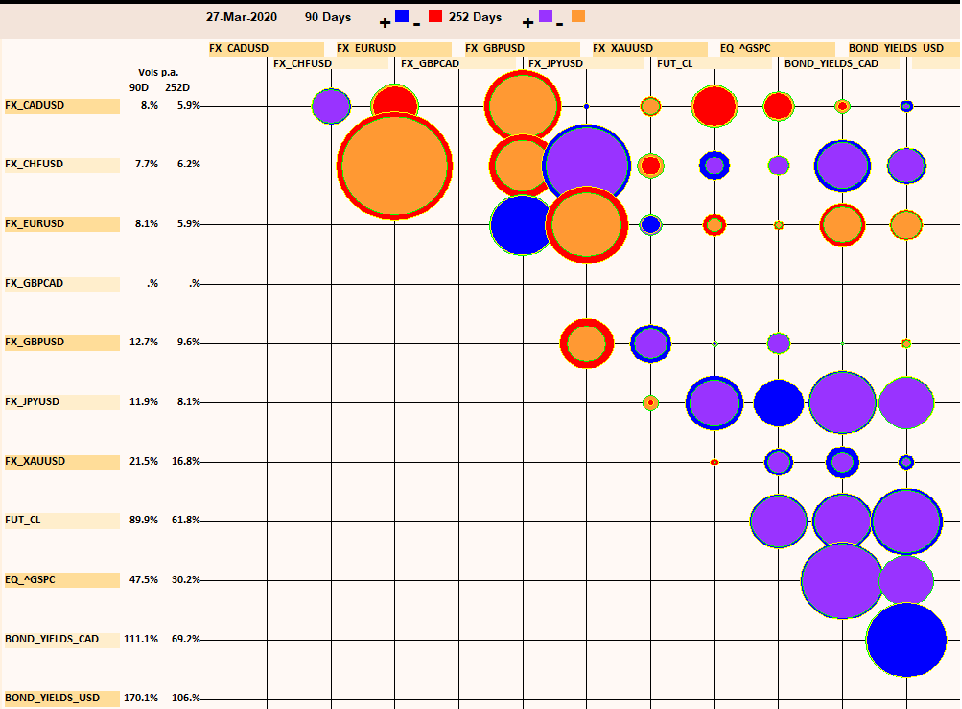 27-Mar-2020 90 Days + - 252 Days + -
FX_CADUSD FX_EURUSD FX_GBPUSD FX_XAUUSD EQ_^GSPC BOND_YIELDS_USD
FX_CHFUSD FX_GBPCAD FX_JPYUSD FUT_CL BOND_YIELDS_CAD
Vols p.a.
90D 252D
FX_CADUSD 8.% 5.9%
FX_CHFUSD 7.7% 6.2%
FX_EURUSD 8.1% 5.9%
FX_GBPCAD .% .%
FX_GBPUSD 12.7% 9.6%
FX_JPYUSD 11.9% 8.1%
FX_XAUUSD 21.5% 16.8%
FUT_CL 89.9% 61.8%
EQ_^GSPC 47.5% 30.2%
BOND_YIELDS_CAD 111.1% 69.2%
BOND_YIELDS_USD 170.1% 106.%